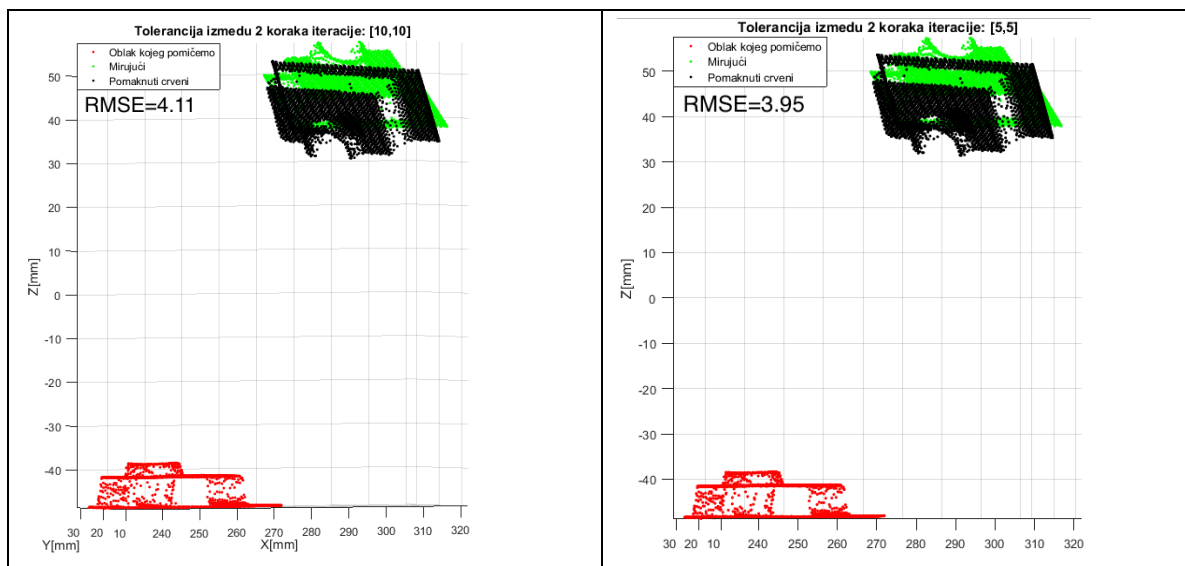 Tolerancija izmedu 2 koraka iteracije: [10,10]
Oblak kojeg pomičemo
Mirujući
Pomaknuti crveni
RMSE=4.11
50
40
30
20
10
0
-10
-20
-30
-40
Z[mm]
30 20 10 240 250 260 270 280 290 300 310 320
Y[mm] X[mm]
Tolerancija izmedu 2 koraka iteracije: [5,5]
Oblak kojeg pomičemo
Mirujući
Pomaknuti crveni
RMSE=3.95
50
40
30
20
10
0
-10
-20
-30
-40
Z[mm]
30 20 10 240 250 260 270 280 290 300 310 320